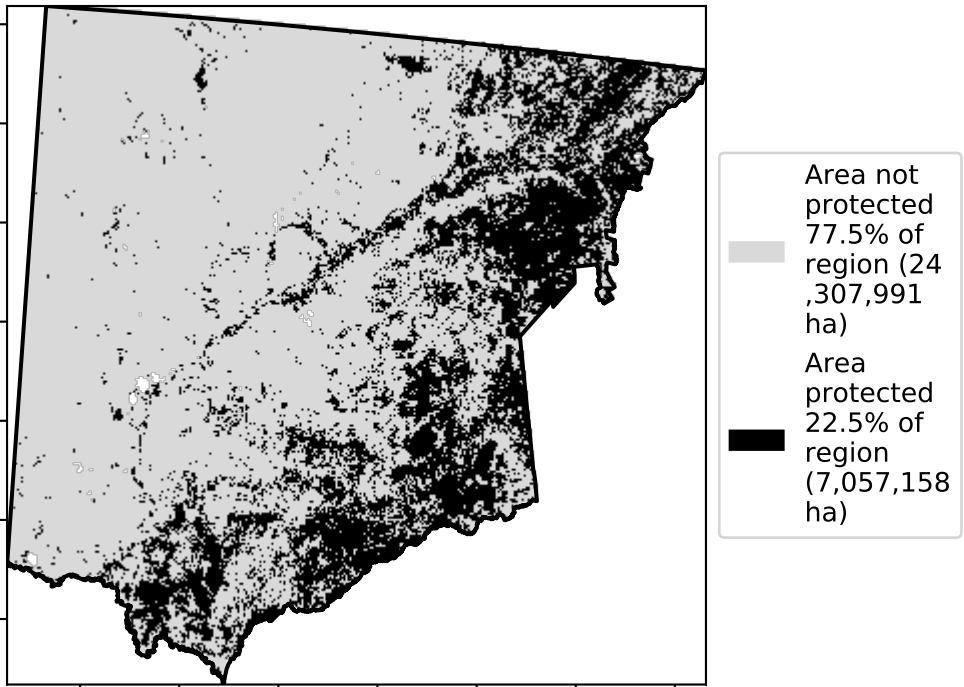 Area not
protected
77.5% of
region (24
,307,991
ha)
Area
protected
22.5% of
region
(7,057,158
ha)